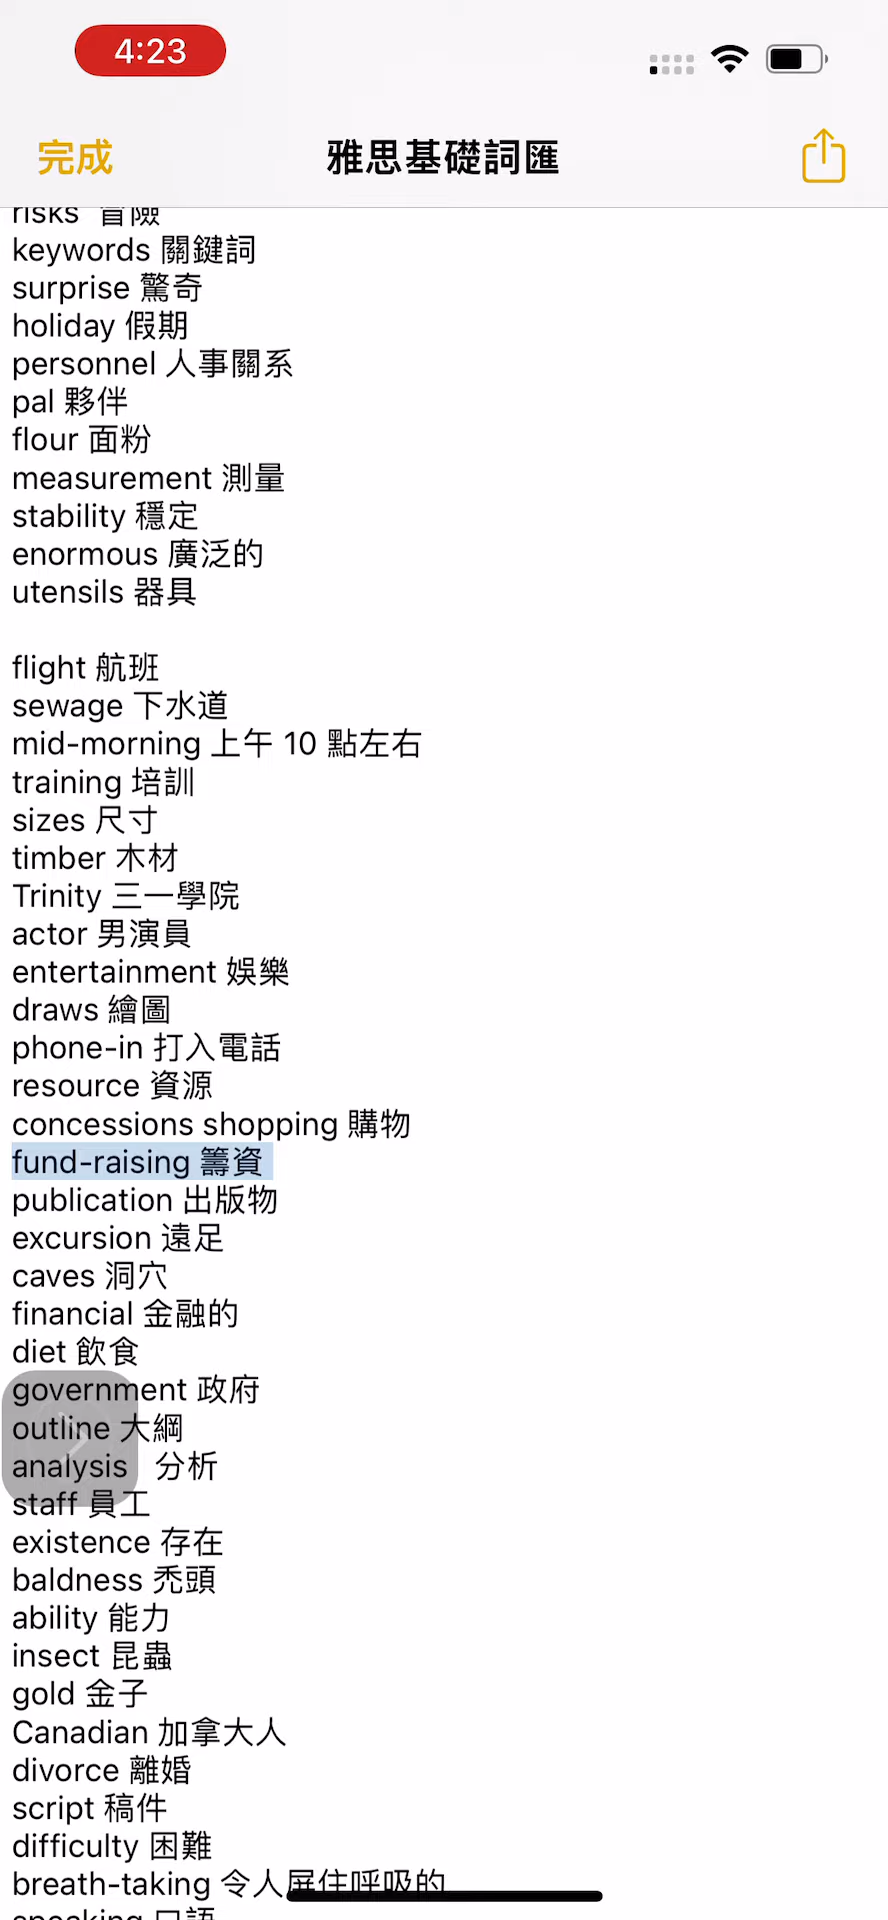 4:23
完成
雅思基礎詞匯
risks 冒險
keywords 關鍵詞
surprise 驚奇
holiday 假期
personnel 人事關系
pal 夥伴
flour 面粉
measurement 測量
stability 穩定
enormous 廣泛的
utensils 器具
flight 航班
sewage 下水道
mid-morning 上午 10 點左右
training 培訓
sizes 尺寸
timber 木材
Trinity 三一學院
actor 男演員
entertainment 娛樂
draws 繪圖
phone-in 打入電話
resource 資源
concessions shopping 購物
fund-raising 籌資
publication 出版物
excursion 遠足
caves 洞穴
financial 金融的
diet 飲食
government 政府
outline 大綱
analysis 分析
staff 員工
existence 存在
baldness 禿頭
ability 能力
insect 昆蟲
gold 金子
Canadian 加拿大人
divorce 離婚
script 稿件
difficulty 困難
breath-taking 令人屏住呼吸的
speaking 口語